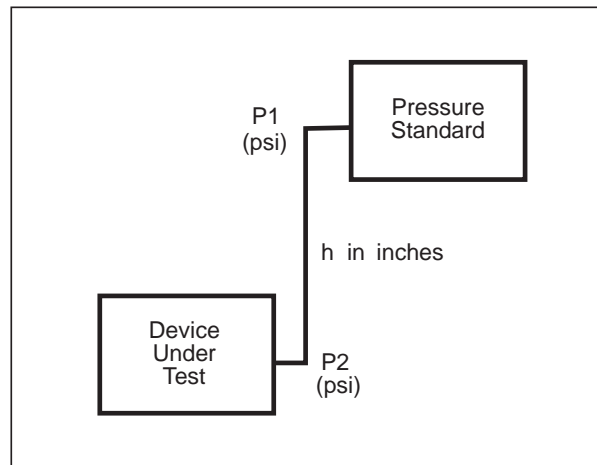 Pressure
Standard
P1
(psi)
h in inches
Device
Under
Test
P2
(psi)